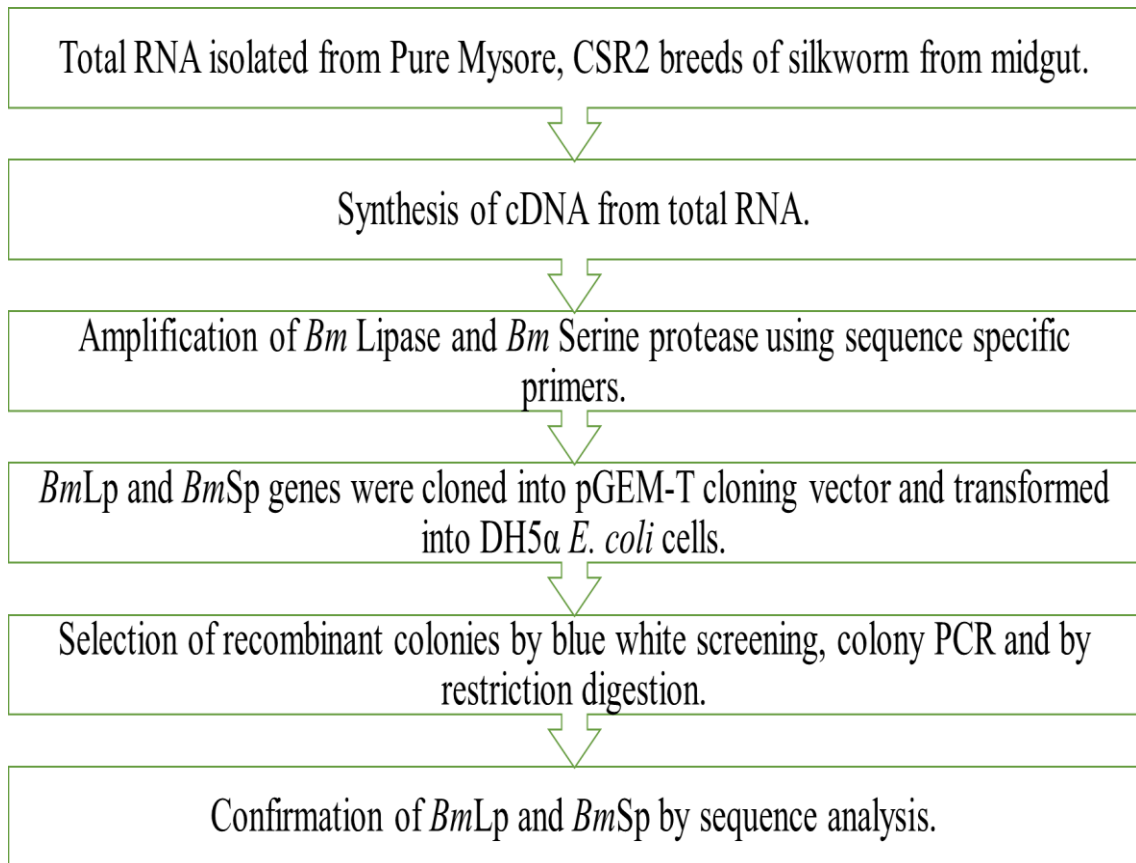 Total RNA isolated from Pure Mysore, CSR2 breeds of silkworm from midgut.
Synthesis of cDNA from total RNA.
Amplification of Bm Lipase and Bm Serine protease using sequence specific
primers.
BmLp and BmSp genes were cloned into pGEM-T cloning vector and transformed
into DH5α E. coli cells.
Selection of recombinant colonies by blue white screening, colony PCR and by
restriction digestion.
Confirmation of BmLp and BmSp by sequence analysis.